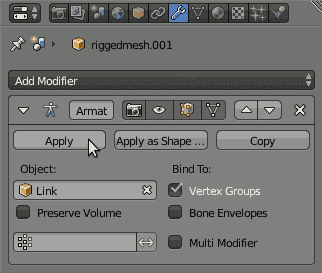 riggedmesh.001
Add Modifier
Armat
Apply
Apply as Shape ...
Copy
Object:
Bind To:
Link
Vertex Groups
Preserve Volume
Bone Envelopes
Multi Modifier